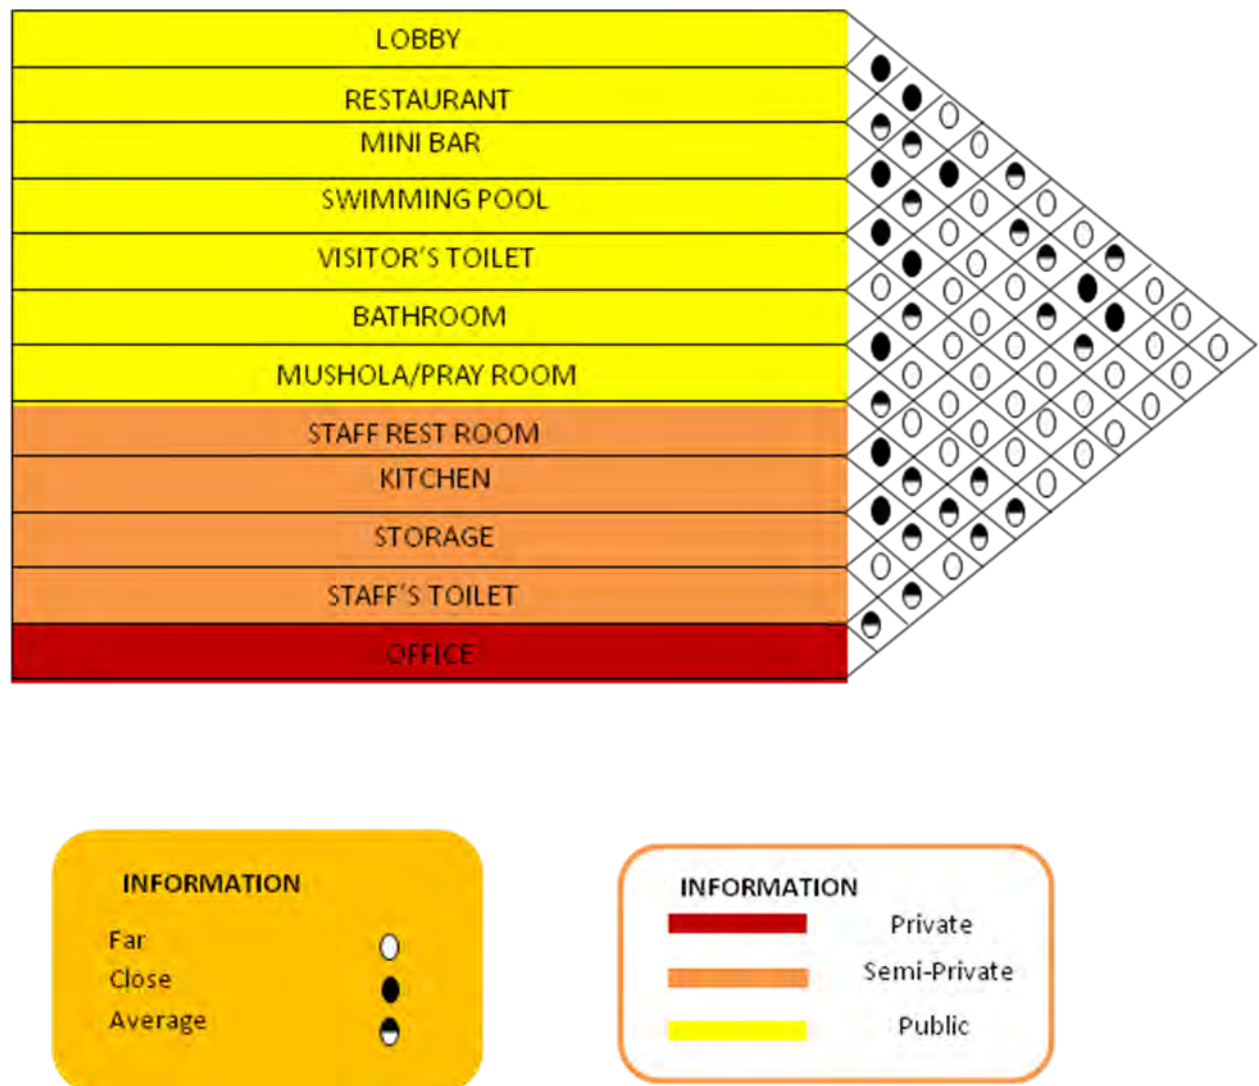 LOBBY
RESTAURANT
MINI BAR
SWIMMING POOL
VISITOR'S TOILET
BATHROOM
MUSHOLA/PRAY ROOM
STAFF REST ROOM
KITCHEN
STORAGE
STAFF'S TOILET
OFFICE
INFORMATION
Far
Close
Average
INFORMATION
Private
Semi-Private
Public